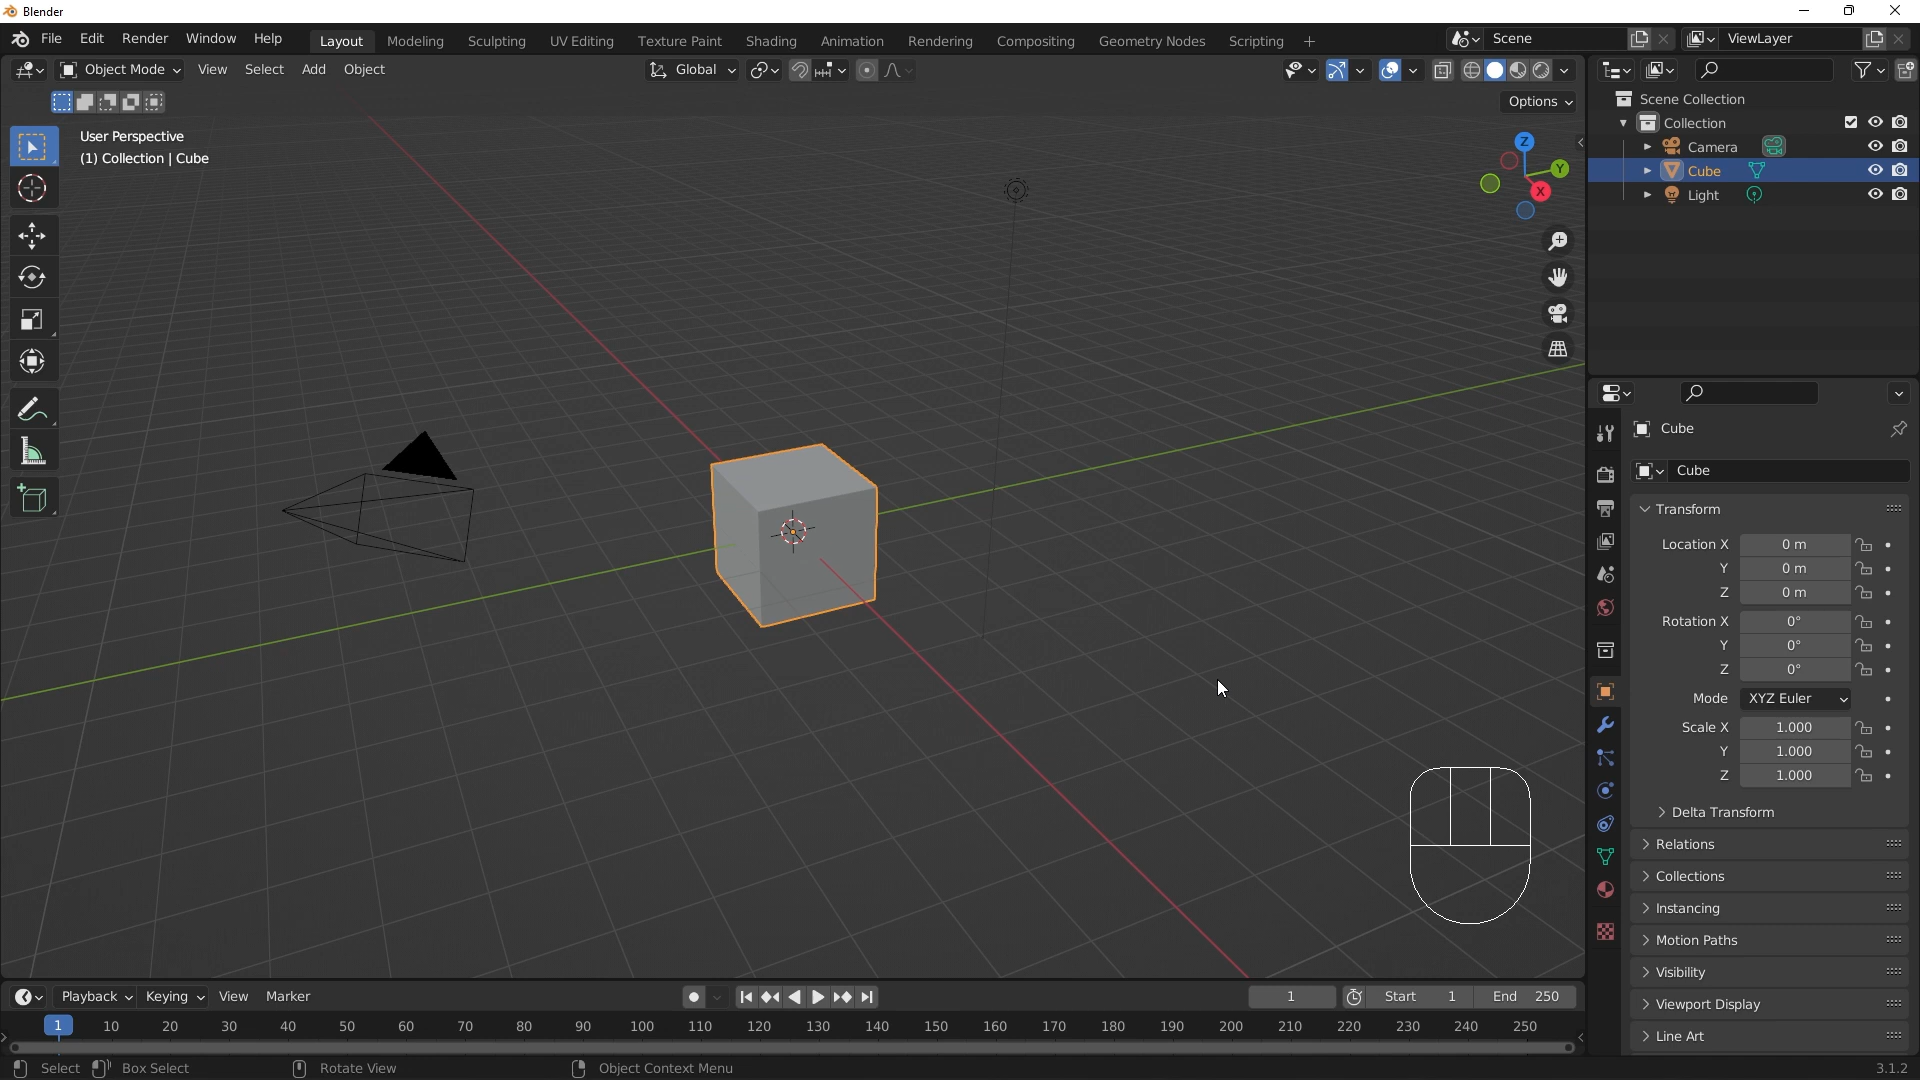 Blender
File Edit Render Window Help Layout Modeling Sculpting UV Editing Texture Paint Shading Animation Rendering Compositing Geometry Nodes Scripting + Scene ViewLayer
Object Mode View Select Add Object Global
Options
User Perspective
(1) Collection | Cube
Z
Y
X
Scene Collection
Collection
Camera
Cube
Light
Cube
Cube
Transform
Location X 0 m
Y 0 m
Z 0 m
Rotation X 0°
Y 0°
Z 0°
Mode XYZ Euler
Scale X 1.000
Y 1.000
Z 1.000
Delta Transform
Relations
Collections
Instancing
Motion Paths
Visibility
Viewport Display
Line Art
Playback Keying View Marker 1 Start 1 End 250
1 10 20 30 40 50 60 70 80 90 100 110 120 130 140 150 160 170 180 190 200 210 220 230 240 250
Select Box Select Rotate View Object Context Menu 3.1.2